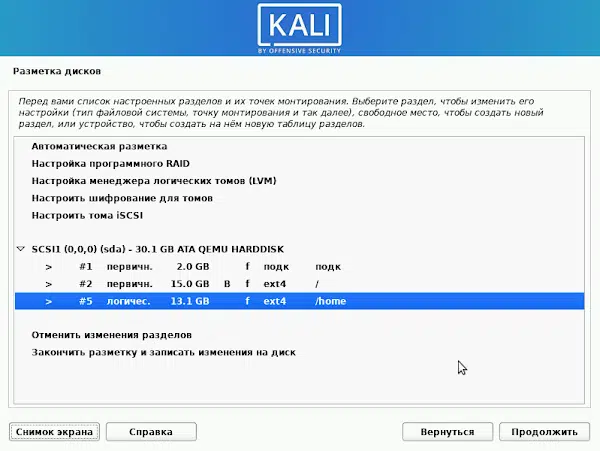 KALI
BY OFFENSIVE SECURITY
Разметка дисков
Перед вами список настроенных разделов и их точек монтирования. Выберите раздел, чтобы изменить его
настройки (тип файловой системы, точку монтирования и так далее), свободное место, чтобы создать новый
раздел, или устройство, чтобы создать на нём новую таблицу разделов.
Автоматическая разметка
Настройка программного RAID
Настройка менеджера логических томов (LVM)
Настроить шифрование для томов
Настроить тома iSCSI
SCSI1 (0,0,0) (sda) - 30.1 GB ATA QEMU HARDDISK
> #1 первичн. 2.0 GB f подк подк
> #2 первичн. 15.0 GB B f ext4 /
> #5 логичес. 13.1 GB f ext4 /home
Отменить изменения разделов
Закончить разметку и записать изменения на диск
Снимок экрана Справка Вернуться Продолжить